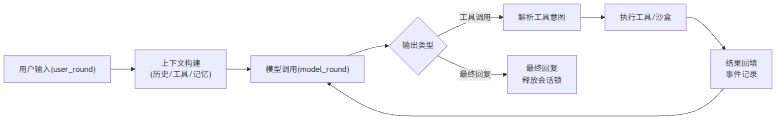 用户输入(user_round)
上下文构建
(历史/工具/记忆)
模型调用(model_round)
输出类型
工具调用
解析工具意图
执行工具/沙盒
结果回填
事件记录
最终回复
最终回复
释放会话锁